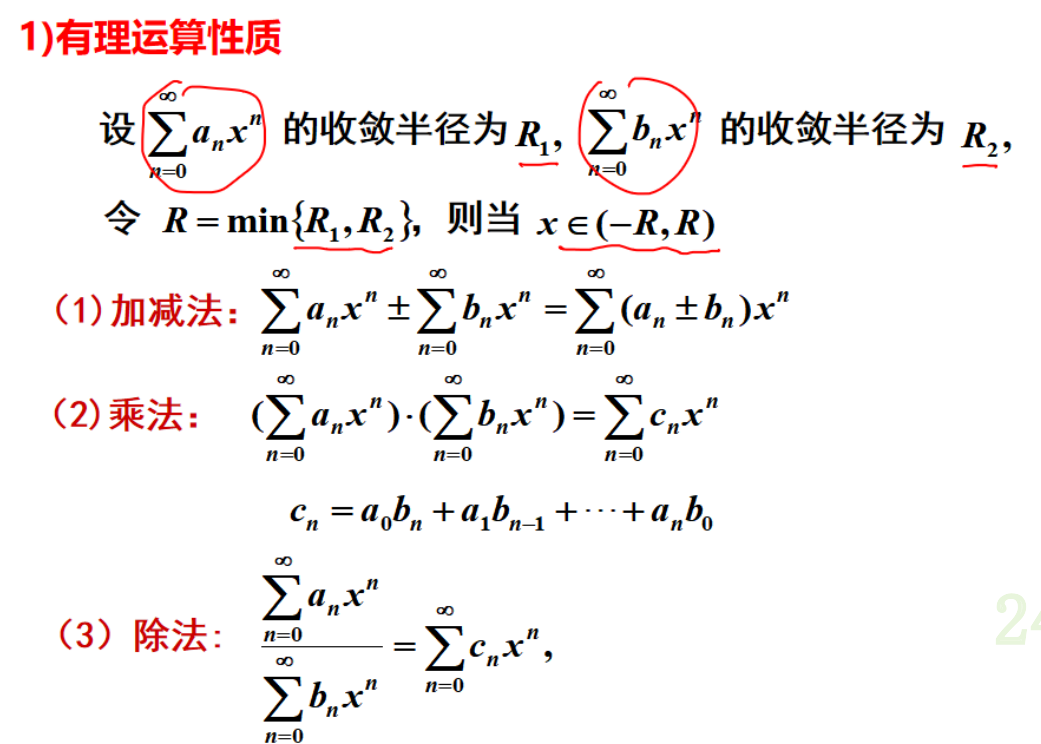 1)有理运算性质
设 $\sum_{n=0}^{\infty} a_n x^n$ 的收敛半径为 $R_1$, $\sum_{n=0}^{\infty} b_n x^n$ 的收敛半径为 $R_2$,
令 $R = \min\{R_1, R_2\}$, 则当 $x \in (-R, R)$
(1)加减法: $\sum_{n=0}^{\infty} a_n x^n \pm \sum_{n=0}^{\infty} b_n x^n = \sum_{n=0}^{\infty} (a_n \pm b_n) x^n$
(2)乘法: $(\sum_{n=0}^{\infty} a_n x^n) \cdot (\sum_{n=0}^{\infty} b_n x^n) = \sum_{n=0}^{\infty} c_n x^n$
$c_n = a_0 b_n + a_1 b_{n-1} + \cdots + a_n b_0$
(3)除法: $\frac{\sum_{n=0}^{\infty} a_n x^n}{\sum_{n=0}^{\infty} b_n x^n} = \sum_{n=0}^{\infty} c_n x^n$,